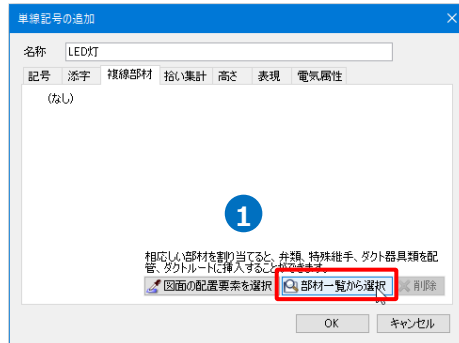 単線記号の追加
名称 LED灯
記号 添字 複線部材 拾い集計 高さ 表現 電気属性
(なし)
1
相応しい部材を割り当てると、弁類、特殊継手、ダクト器具類を配
管、ダクトルートに挿入することができます。
図面の配置要素を選択 部材一覧から選択 削除
OK キャンセル